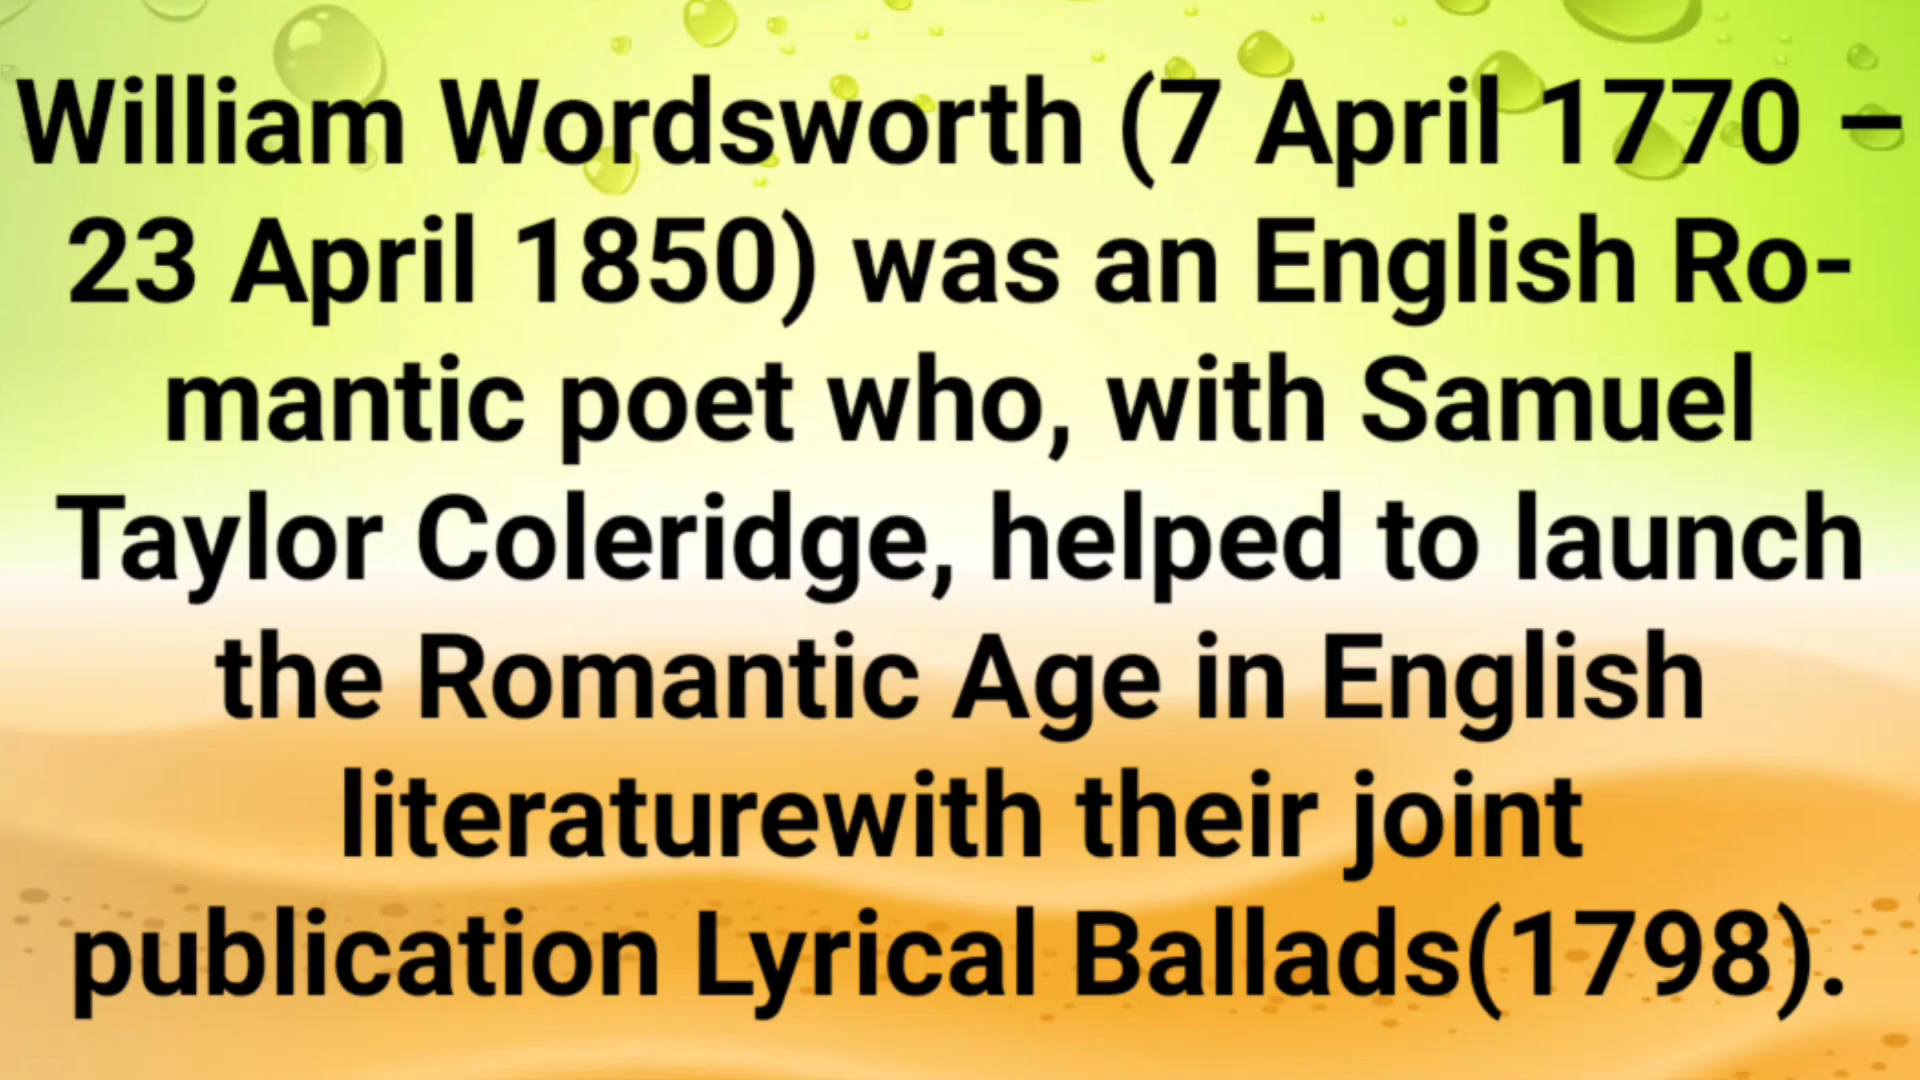 William Wordsworth (7 April 1770 –
23 April 1850) was an English Ro-
mantic poet who, with Samuel
Taylor Coleridge, helped to launch
the Romantic Age in English
literaturewith their joint
publication Lyrical Ballads(1798).